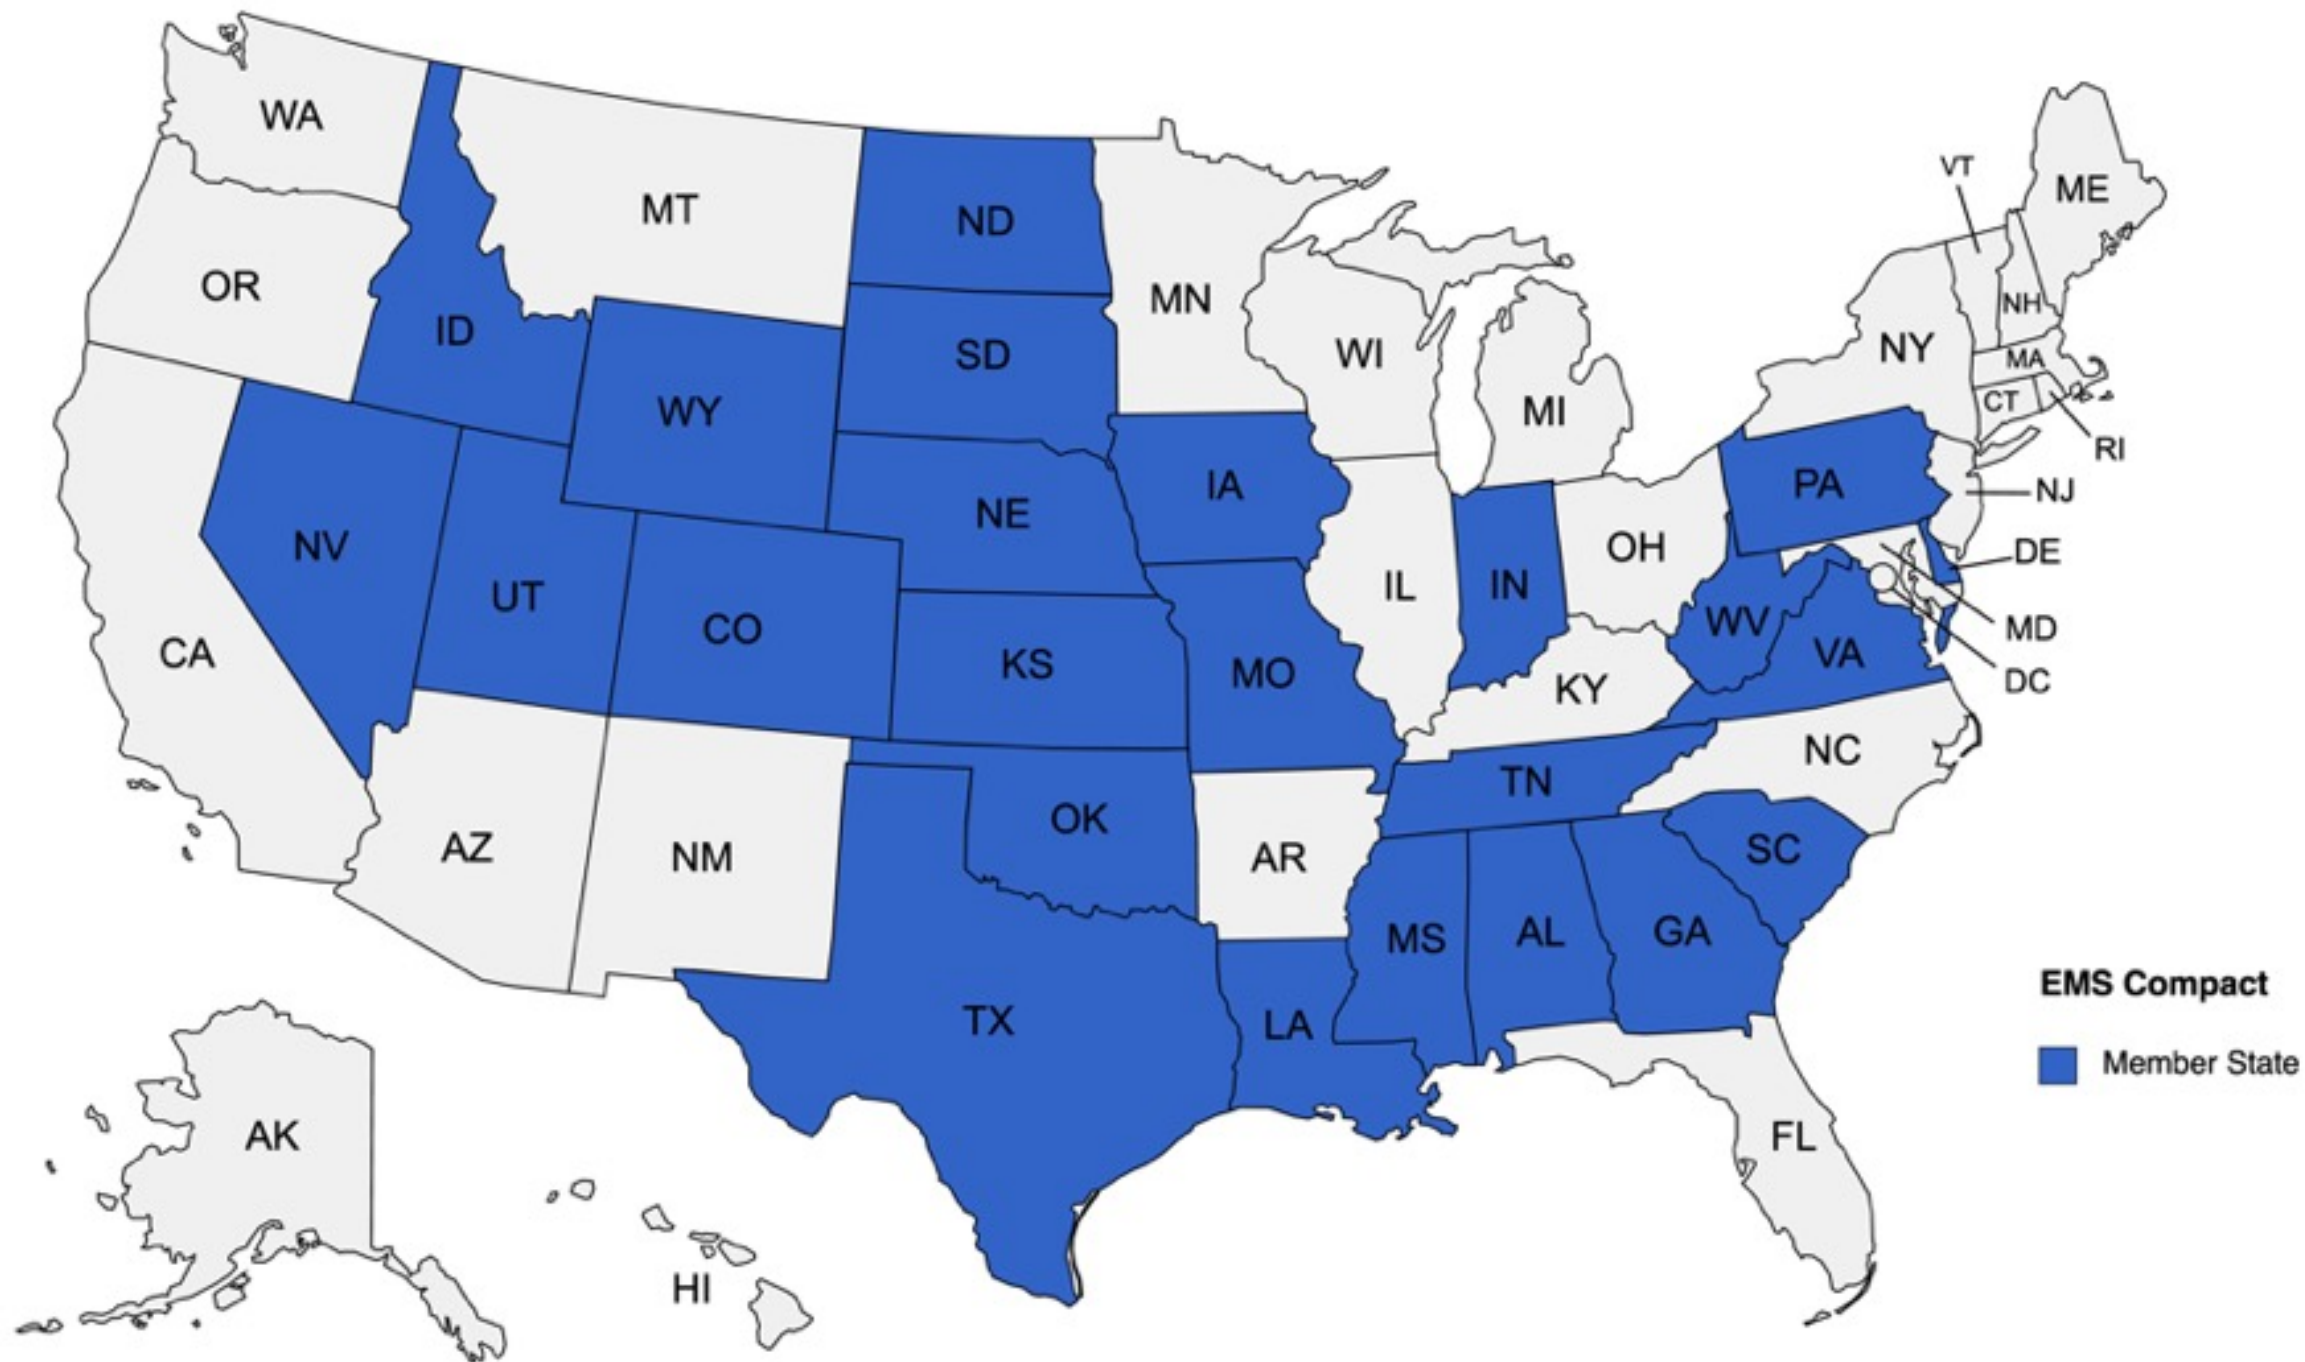 WA
MT
ND
MN
VT
ME
OR
ID
SD
WI
MI
NY
NH
MA
CT
RI
WY
NE
IA
PA
NJ
NV
UT
CO
KS
MO
IL
IN
OH
WV
VA
DE
MD
DC
CA
KY
NC
TN
AZ
NM
OK
AR
SC
MS
AL
GA
TX
LA
FL
AK
HI
EMS Compact
Member State